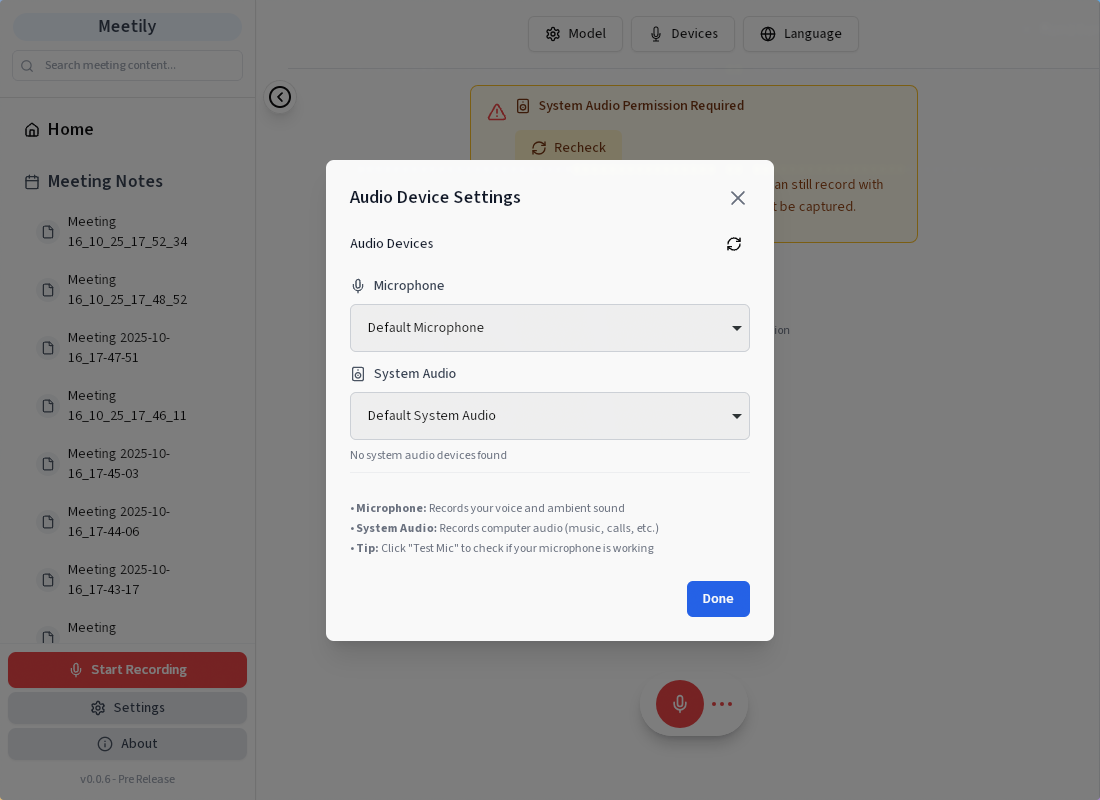 Meetily
Search meeting content...
Home
Meeting Notes
Meeting
16_10_25_17_52_34
Meeting
16_10_25_17_48_52
Meeting 2025-10-
16_17-47-51
Meeting
16_10_25_17_46_11
Meeting 2025-10-
16_17-45-03
Meeting 2025-10-
16_17-44-06
Meeting 2025-10-
16_17-43-17
Meeting
Start Recording
Settings
About
v0.0.6 - Pre Release
Model
Devices
Language
System Audio Permission Required
Recheck
an still record with
t be captured.
Audio Device Settings
Audio Devices
Microphone
Default Microphone
System Audio
Default System Audio
No system audio devices found
• Microphone: Records your voice and ambient sound
• System Audio: Records computer audio (music, calls, etc.)
• Tip: Click "Test Mic" to check if your microphone is working
Done
ion